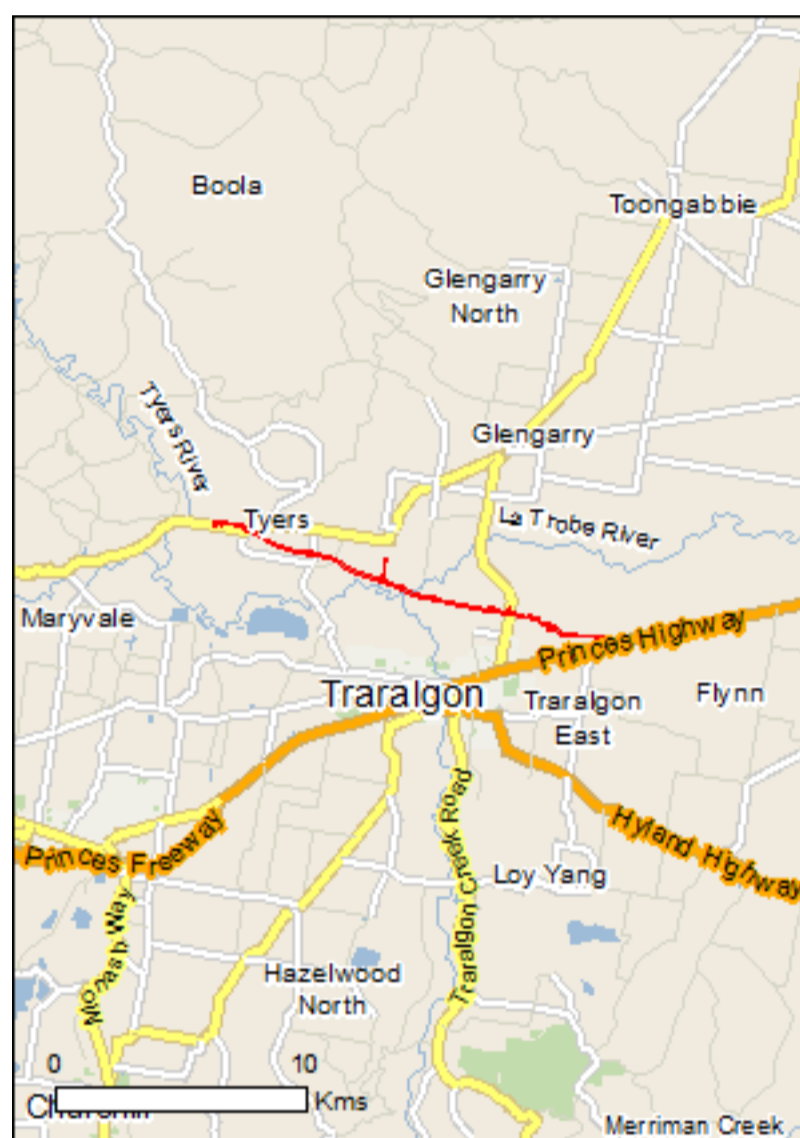 Boola
Toongabbie
Glengarry
North
Tyers River
Glengarry
Tyers
La Trobe River
Maryvale
Princes Highway
Traralgon
Traralgon
East
Flynn
Traralgon Creek Road
Hyland Highway
Princes Freeway
Loy Yang
Monash Way
Hazelwood
North
0 10
Kms
Churchill
Merriman Creek